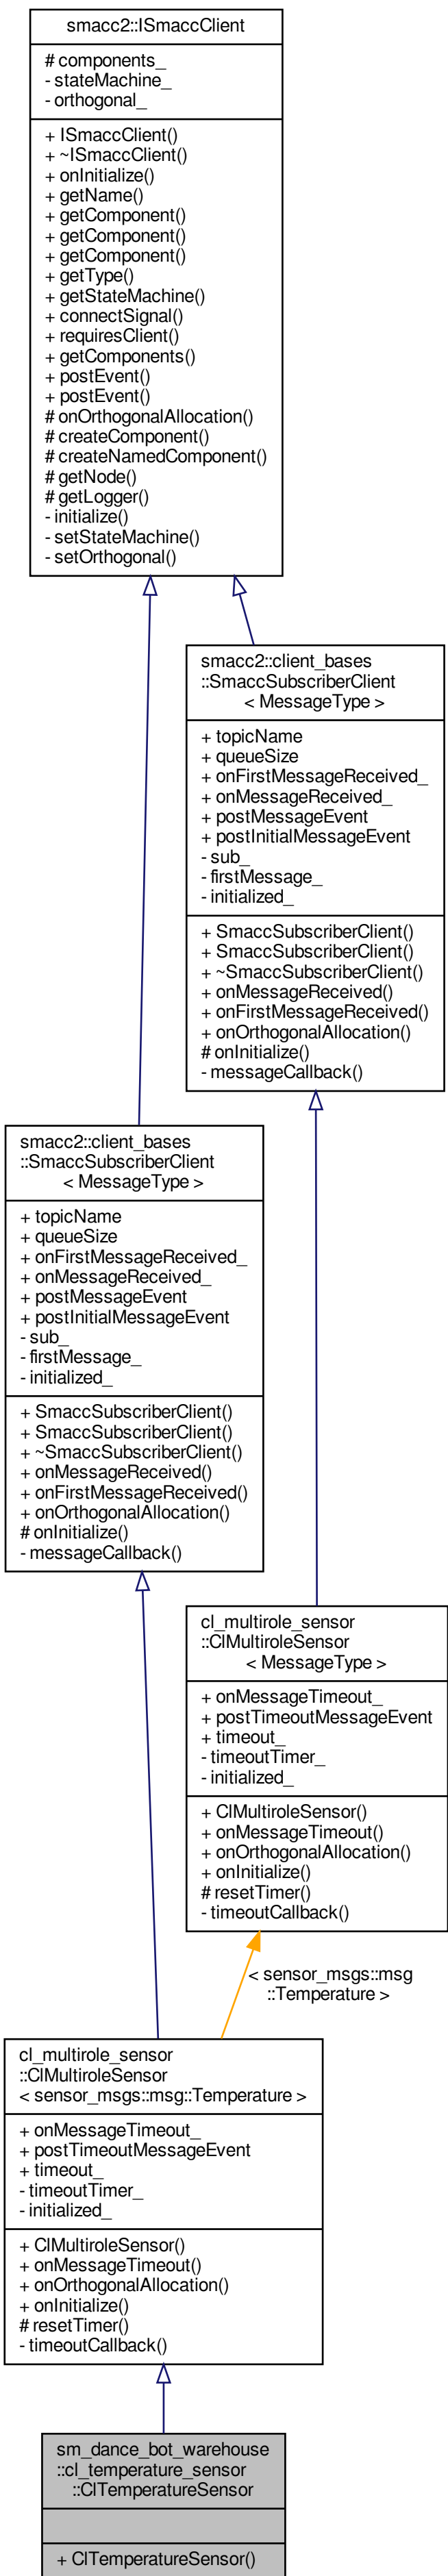 smacc2::ISmaccClient
# components_
- stateMachine_
- orthogonal_
+ ISmaccClient()
+ ~ISmaccClient()
+ onInitialize()
+ getName()
+ getComponent()
+ getComponent()
+ getComponent()
+ getType()
+ getStateMachine()
+ connectSignal()
+ requiresClient()
+ getComponents()
+ postEvent()
+ postEvent()
# onOrthogonalAllocation()
# createComponent()
# createNamedComponent()
# getNode()
# getLogger()
- initialize()
- setStateMachine()
- setOrthogonal()
smacc2::client_bases
::SmaccSubscriberClient
< MessageType >
+ topicName
+ queueSize
+ onFirstMessageReceived_
+ onMessageReceived_
+ postMessageEvent
+ postInitialMessageEvent
- sub_
- firstMessage_
- initialized_
+ SmaccSubscriberClient()
+ SmaccSubscriberClient()
+ ~SmaccSubscriberClient()
+ onMessageReceived()
+ onFirstMessageReceived()
+ onOrthogonalAllocation()
# onInitialize()
- messageCallback()
smacc2::client_bases
::SmaccSubscriberClient
< MessageType >
+ topicName
+ queueSize
+ onFirstMessageReceived_
+ onMessageReceived_
+ postMessageEvent
+ postInitialMessageEvent
- sub_
- firstMessage_
- initialized_
+ SmaccSubscriberClient()
+ SmaccSubscriberClient()
+ ~SmaccSubscriberClient()
+ onMessageReceived()
+ onFirstMessageReceived()
+ onOrthogonalAllocation()
# onInitialize()
- messageCallback()
cl_multirole_sensor
::ClMultiroleSensor
< MessageType >
+ onMessageTimeout_
+ postTimeoutMessageEvent
+ timeout_
- timeoutTimer_
- initialized_
+ ClMultiroleSensor()
+ onMessageTimeout()
+ onOrthogonalAllocation()
+ onInitialize()
# resetTimer()
- timeoutCallback()
< sensor_msgs::msg
::Temperature >
cl_multirole_sensor
::ClMultiroleSensor
< sensor_msgs::msg::Temperature >
+ onMessageTimeout_
+ postTimeoutMessageEvent
+ timeout_
- timeoutTimer_
- initialized_
+ ClMultiroleSensor()
+ onMessageTimeout()
+ onOrthogonalAllocation()
+ onInitialize()
# resetTimer()
- timeoutCallback()
sm_dance_bot_warehouse
::cl_temperature_sensor
::ClTemperatureSensor
+ ClTemperatureSensor()